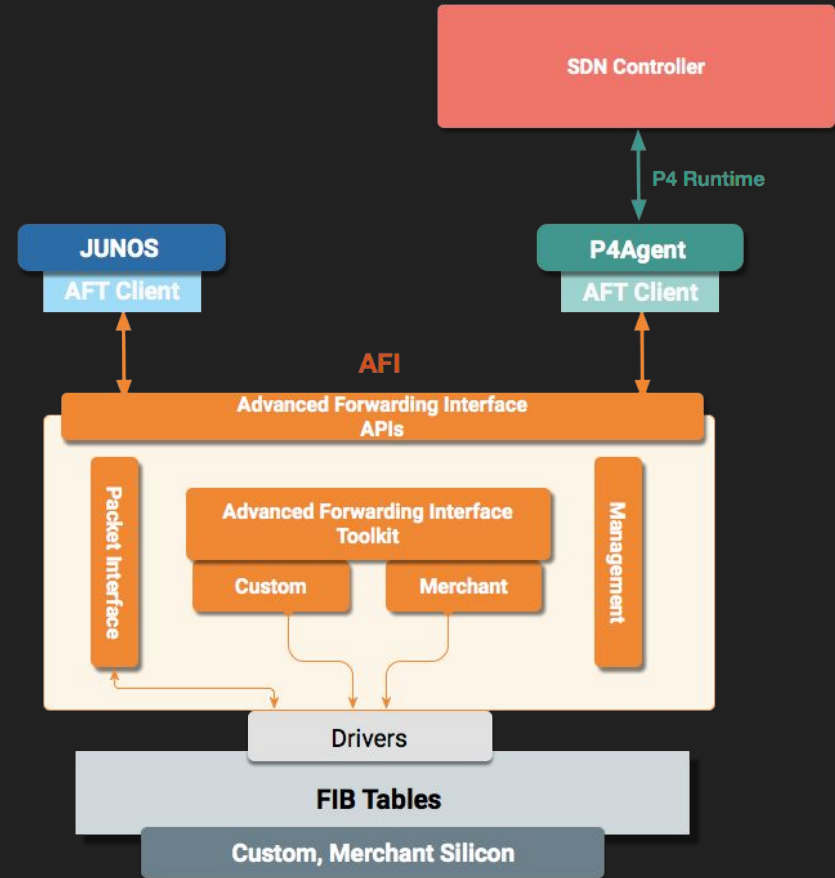 SDN Controller
P4 Runtime
JUNOS
P4Agent
AFT Client
AFT Client
AFI
Advanced Forwarding Interface
APIs
Packet Interface
Advanced Forwarding Interface
Toolkit
Management
Custom
Merchant
Drivers
FIB Tables
Custom, Merchant Silicon